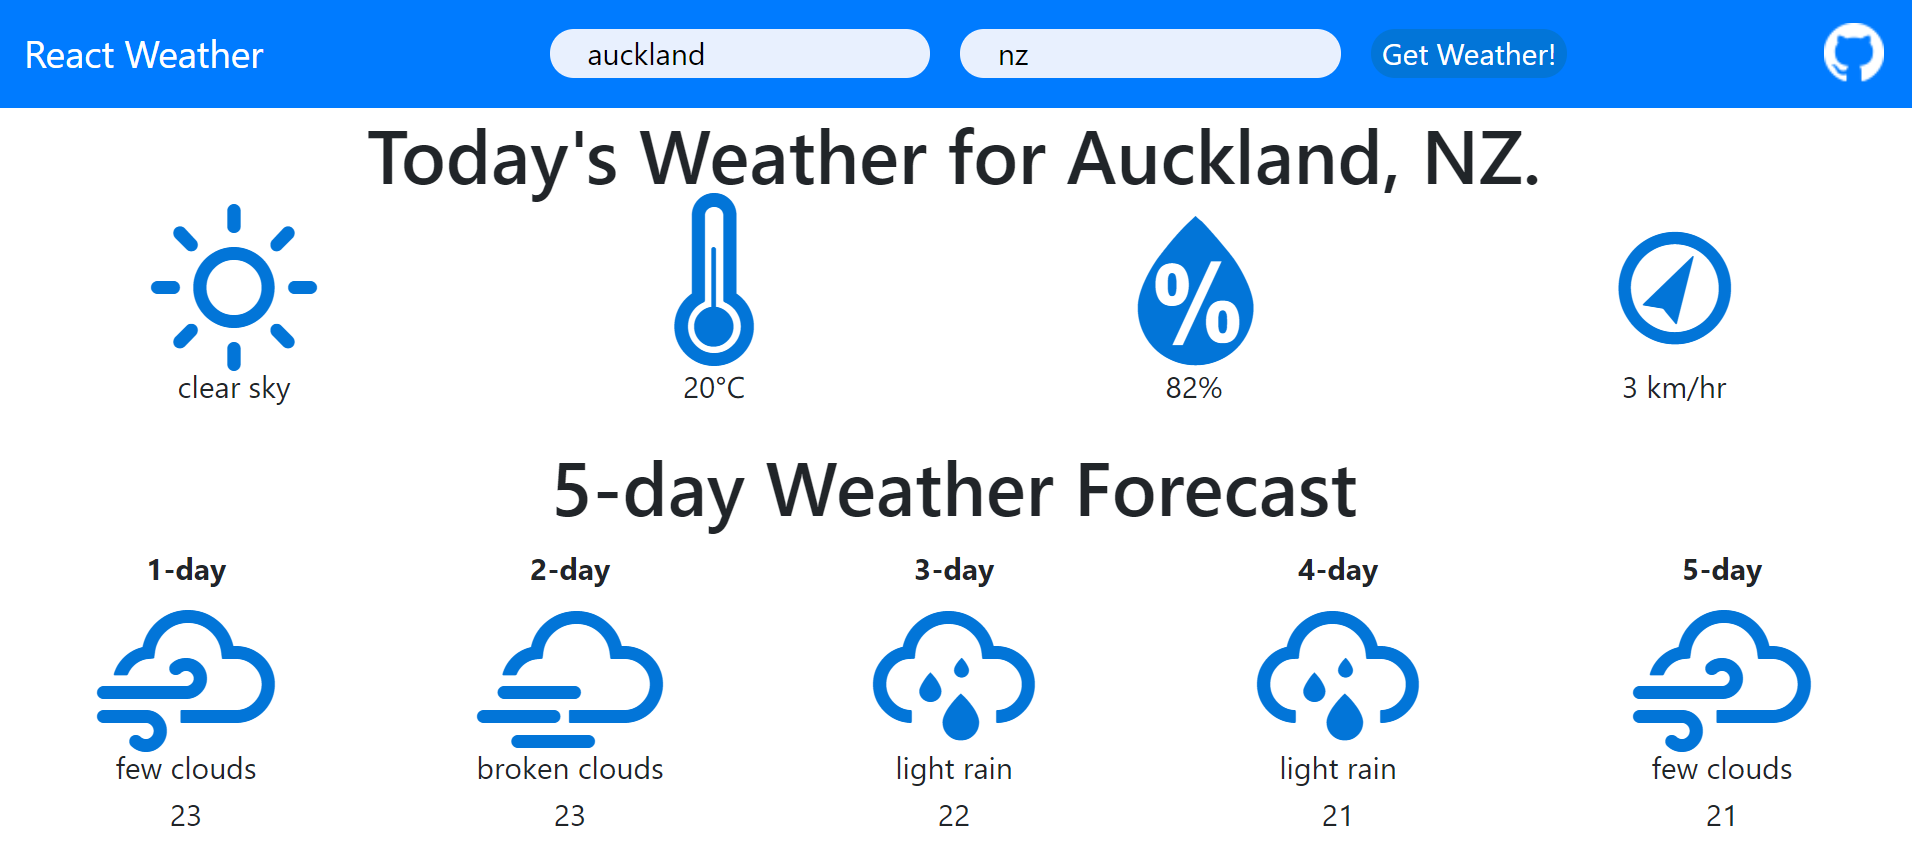 React Weather auckland nz Get Weather!
Today's Weather for Auckland, NZ.
%
clear sky 20°C 82% 3 km/hr
5-day Weather Forecast
1-day 2-day 3-day 4-day 5-day
few clouds broken clouds light rain light rain few clouds
23 23 22 21 21